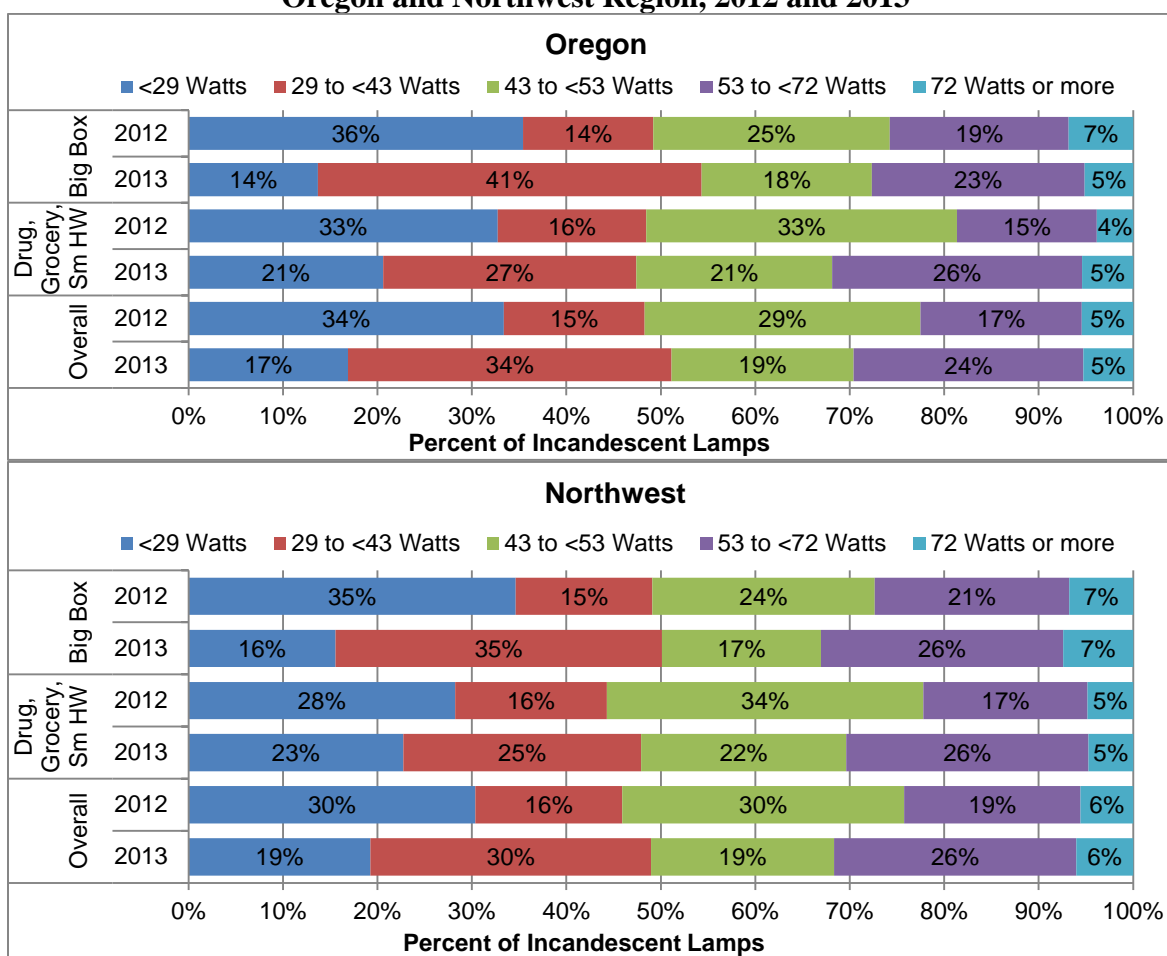 Oregon and Northwest Region, 2012 and 2013
Oregon
<29 Watts 29 to <43 Watts 43 to <53 Watts 53 to <72 Watts 72 Watts or more
Big Box
2012 36% 14% 25% 19% 7%
2013 14% 41% 18% 23% 5%
Drug,
Grocery,
Sm HW
2012 33% 16% 33% 15% 4%
2013 21% 27% 21% 26% 5%
Overall
2012 34% 15% 29% 17% 5%
2013 17% 34% 19% 24% 5%
0% 10% 20% 30% 40% 50% 60% 70% 80% 90% 100%
Percent of Incandescent Lamps
Northwest
<29 Watts 29 to <43 Watts 43 to <53 Watts 53 to <72 Watts 72 Watts or more
Big Box
2012 35% 15% 24% 21% 7%
2013 16% 35% 17% 26% 7%
Drug,
Grocery,
Sm HW
2012 28% 16% 34% 17% 5%
2013 23% 25% 22% 26% 5%
Overall
2012 30% 16% 30% 19% 6%
2013 19% 30% 19% 26% 6%
0% 10% 20% 30% 40% 50% 60% 70% 80% 90% 100%
Percent of Incandescent Lamps